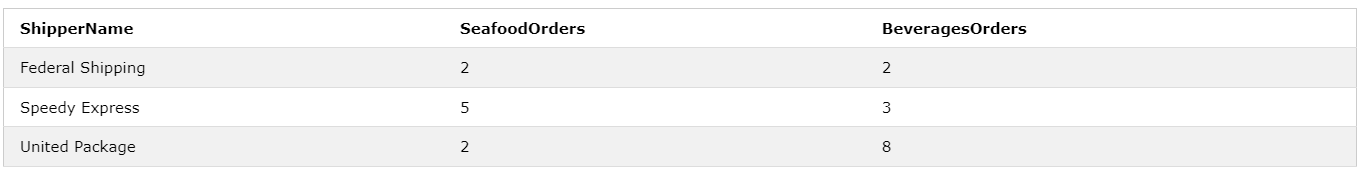 ShipperName SeafoodOrders BeveragesOrders
Federal Shipping 2 2
Speedy Express 5 3
United Package 2 8